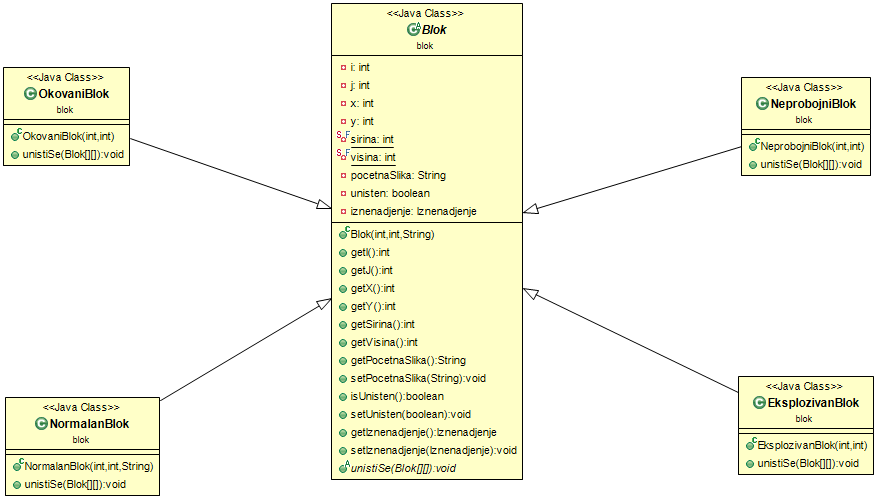 <<Java Class>>
Blok
blok
i: int
j: int
x: int
y: int
sirina: int
visina: int
pocetnaSlika: String
unisten: boolean
iznenadjenje: Iznenadjenje
Blok(int,int,String)
getI():int
getJ():int
getX():int
getY():int
getSirina():int
getVisina():int
getPocetnaSlika():String
setPocetnaSlika(String):void
isUnisten():boolean
setUnisten(boolean):void
getIznenadjenje():Iznenadjenje
setIznenadjenje(Iznenadjenje):void
unistiSe(Blok[][]):void
<<Java Class>>
OkovaniBlok
blok
OkovaniBlok(int,int)
unistiSe(Blok[][]):void
<<Java Class>>
NeprobojniBlok
blok
NeprobojniBlok(int,int)
unistiSe(Blok[][]):void
<<Java Class>>
NormalanBlok
blok
NormalanBlok(int,int,String)
unistiSe(Blok[][]):void
<<Java Class>>
EksplozivanBlok
blok
EksplozivanBlok(int,int)
unistiSe(Blok[][]):void